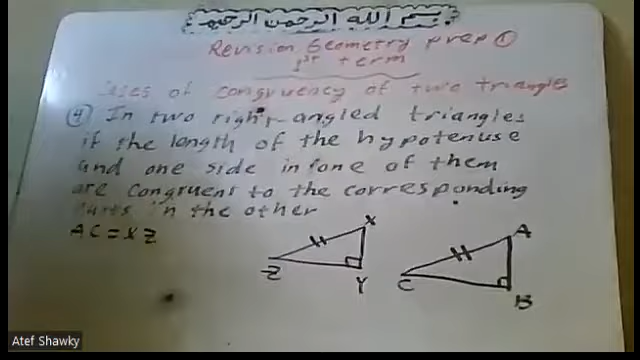 بسم الله الرحمن الرحيم
Revision Geometry prep ①
1st term
Cases of congruency of two triangles
④ In two right-angled triangles
if the length of the hypotenuse
and one side in one of them
are congruent to the corresponding
parts in the other
AC = XZ
X
Z
Y
A
C
B
Atef Shawky